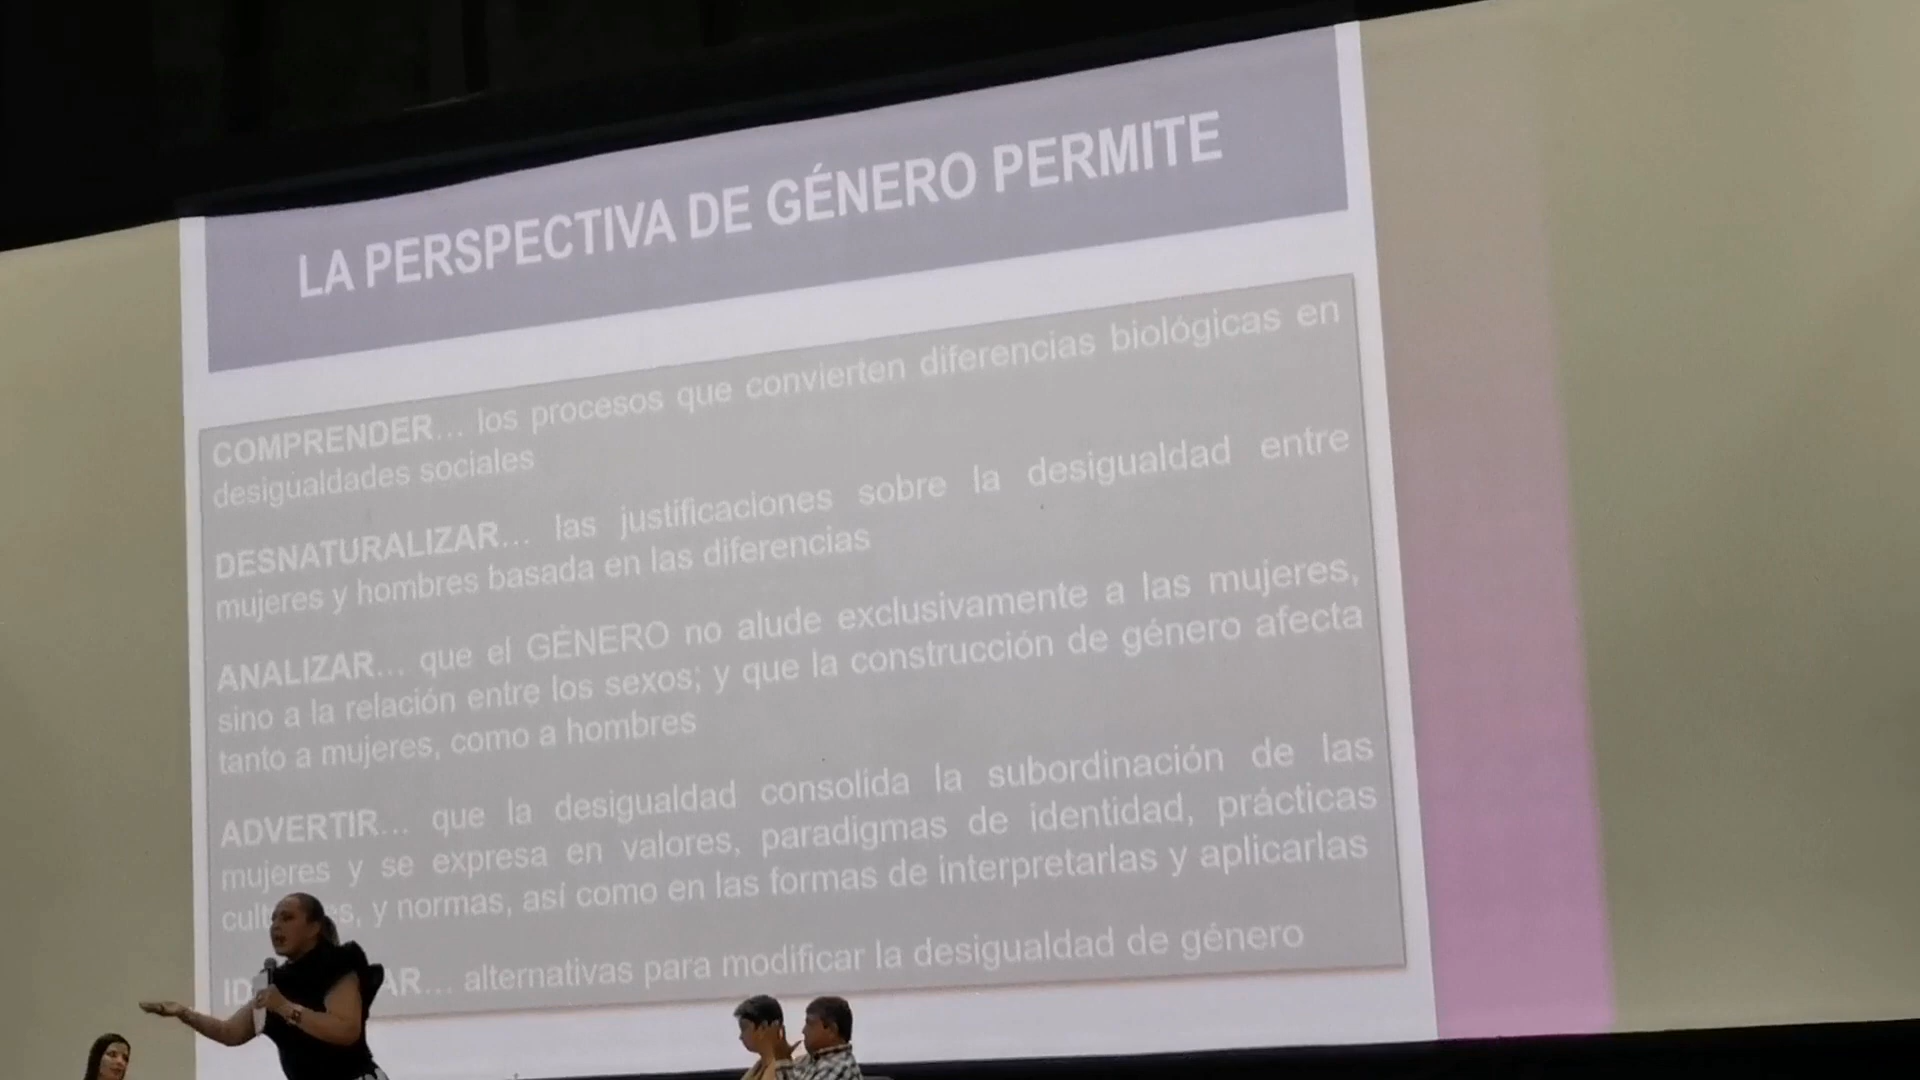 LA PERSPECTIVA DE GÉNERO PERMITE
COMPRENDER... los procesos que convierten diferencias biológicas en
desigualdades sociales
DESNATURALIZAR... las justificaciones sobre la desigualdad entre
mujeres y hombres basada en las diferencias
ANALIZAR... que el GÉNERO no alude exclusivamente a las mujeres,
sino a la relación entre los sexos; y que la construcción de género afecta
tanto a mujeres, como a hombres
ADVERTIR... que la desigualdad consolida la subordinación de las
mujeres y se expresa en valores, paradigmas de identidad, prácticas
y normas, así como en las formas de interpretarlas y aplicarlas
alternativas para modificar la desigualdad de género